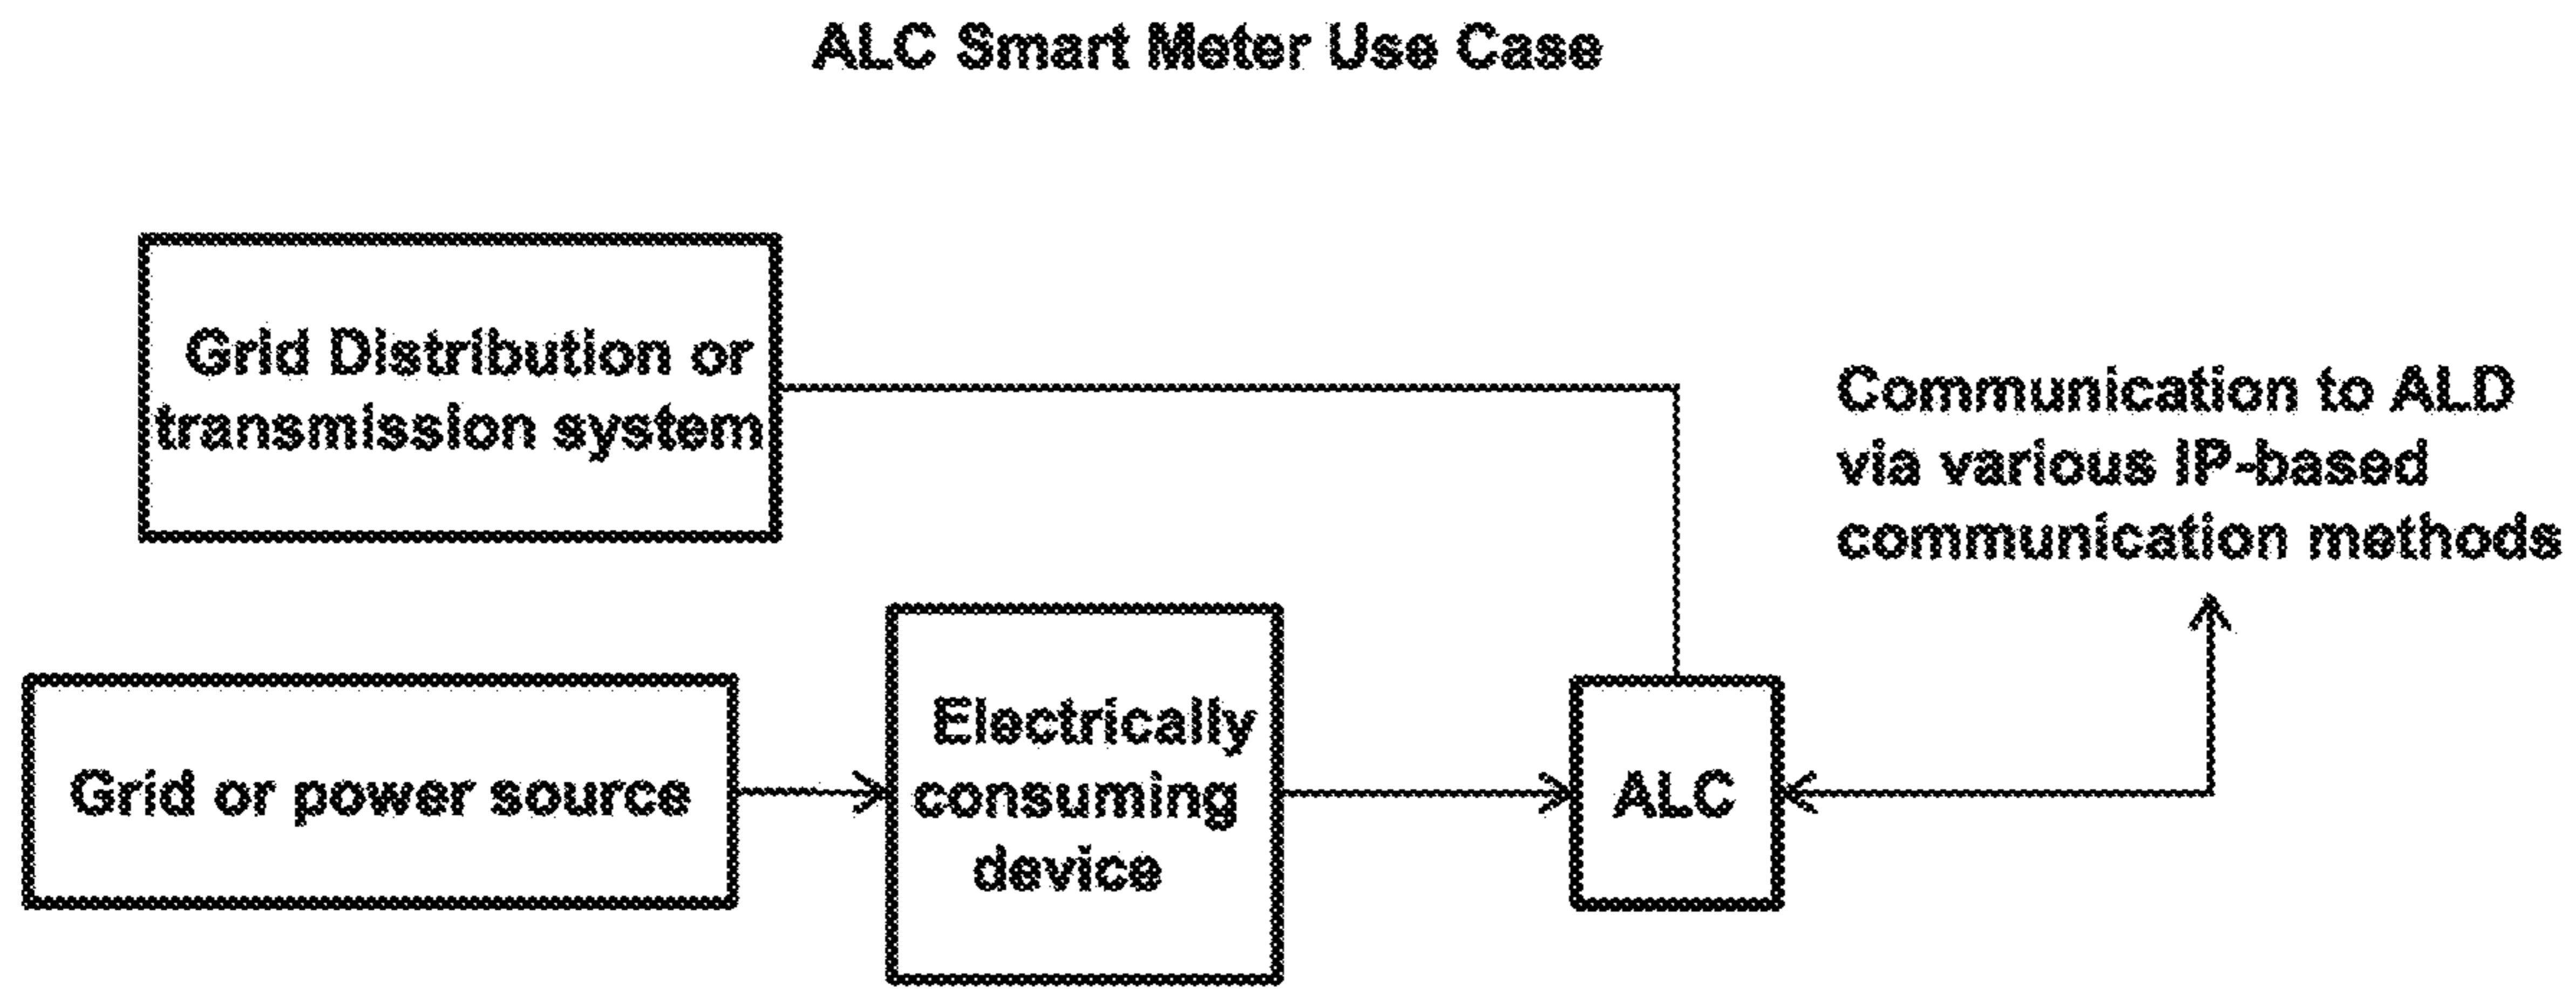 ALC Smart Meter Use Case
Grid Distribution or
transmission system
Communication to ALD
via various IP-based
communication methods
Grid or power source
Electrically
consuming
device
ALC